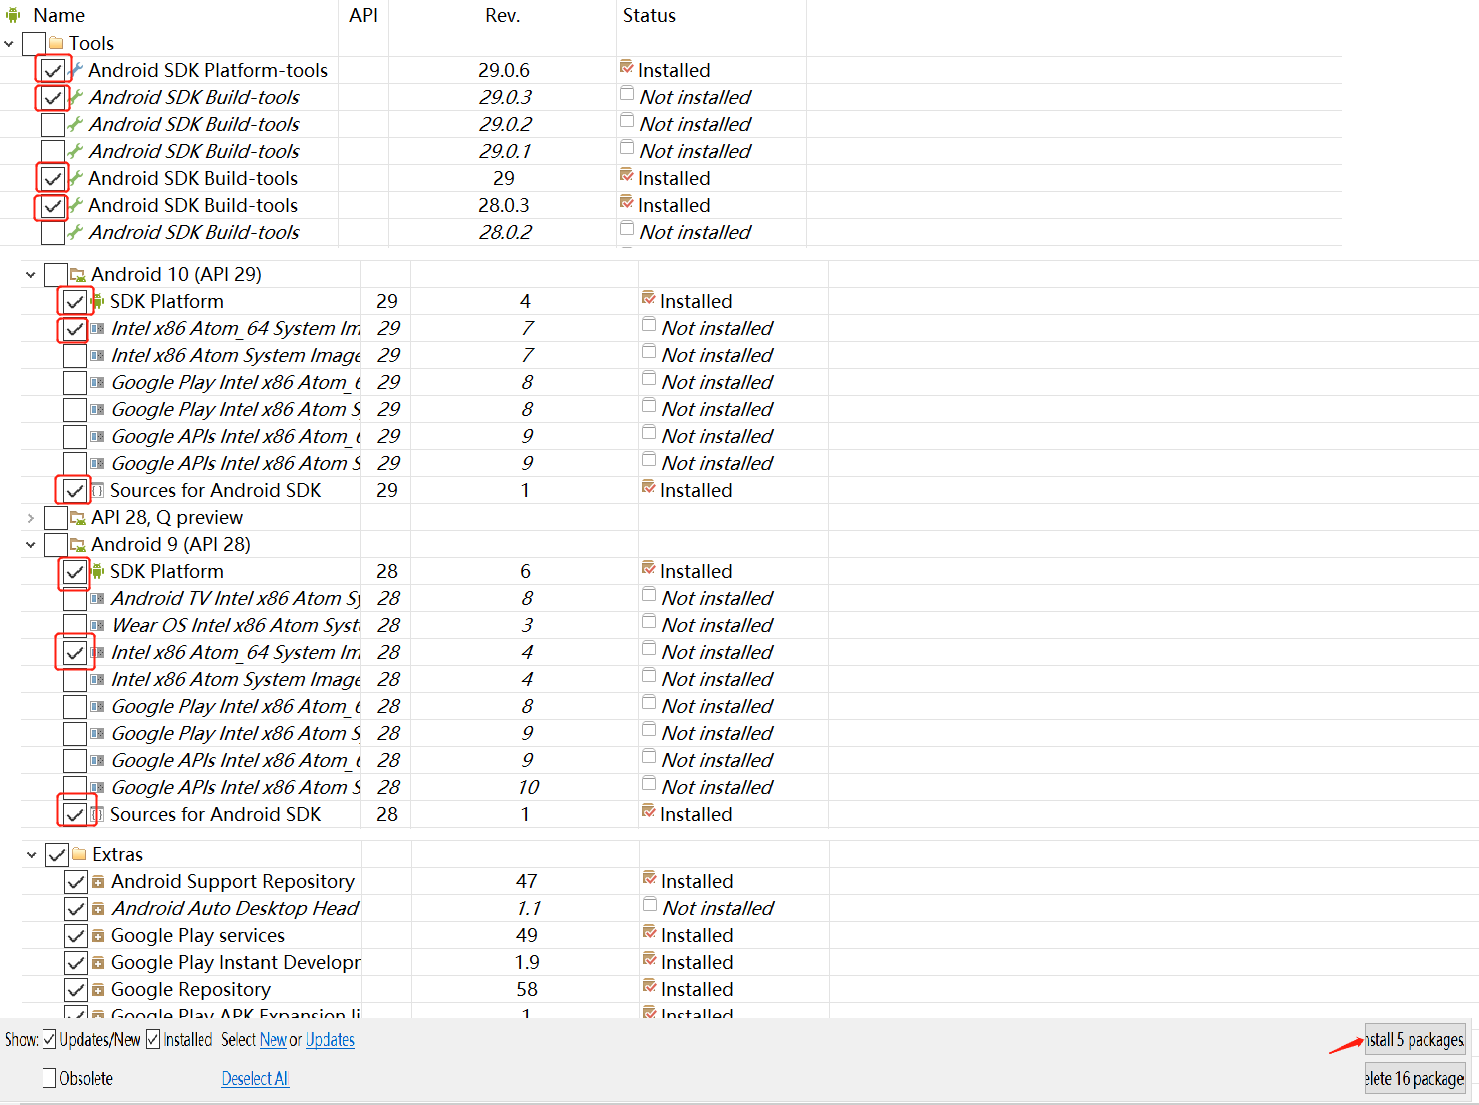 Name API Rev. Status
Tools
Android SDK Platform-tools 29.0.6 Installed
Android SDK Build-tools 29.0.3 Not installed
Android SDK Build-tools 29.0.2 Not installed
Android SDK Build-tools 29.0.1 Not installed
Android SDK Build-tools 29 Installed
Android SDK Build-tools 28.0.3 Installed
Android SDK Build-tools 28.0.2 Not installed
Android 10 (API 29)
SDK Platform 29 4 Installed
Intel x86 Atom_64 System Im 29 7 Not installed
Intel x86 Atom System Image 29 7 Not installed
Google Play Intel x86 Atom_6 29 8 Not installed
Google Play Intel x86 Atom S 29 8 Not installed
Google APIs Intel x86 Atom_6 29 9 Not installed
Google APIs Intel x86 Atom S 29 9 Not installed
Sources for Android SDK 29 1 Installed
API 28, Q preview
Android 9 (API 28)
SDK Platform 28 6 Installed
Android TV Intel x86 Atom Sy 28 8 Not installed
Wear OS Intel x86 Atom Syst 28 3 Not installed
Intel x86 Atom_64 System Im 28 4 Not installed
Intel x86 Atom System Image 28 4 Not installed
Google Play Intel x86 Atom_6 28 8 Not installed
Google Play Intel x86 Atom S 28 9 Not installed
Google APIs Intel x86 Atom_6 28 9 Not installed
Google APIs Intel x86 Atom S 28 10 Not installed
Sources for Android SDK 28 1 Installed
Extras
Android Support Repository 47 Installed
Android Auto Desktop Head 1.1 Not installed
Google Play services 49 Installed
Google Play Instant Developr 1.9 Installed
Google Repository 58 Installed
Google Play APK Expansion li 1 Installed
Show: Updates/New Installed Select New or Updates nstall 5 packages.
Obsolete Deselect All elete 16 package